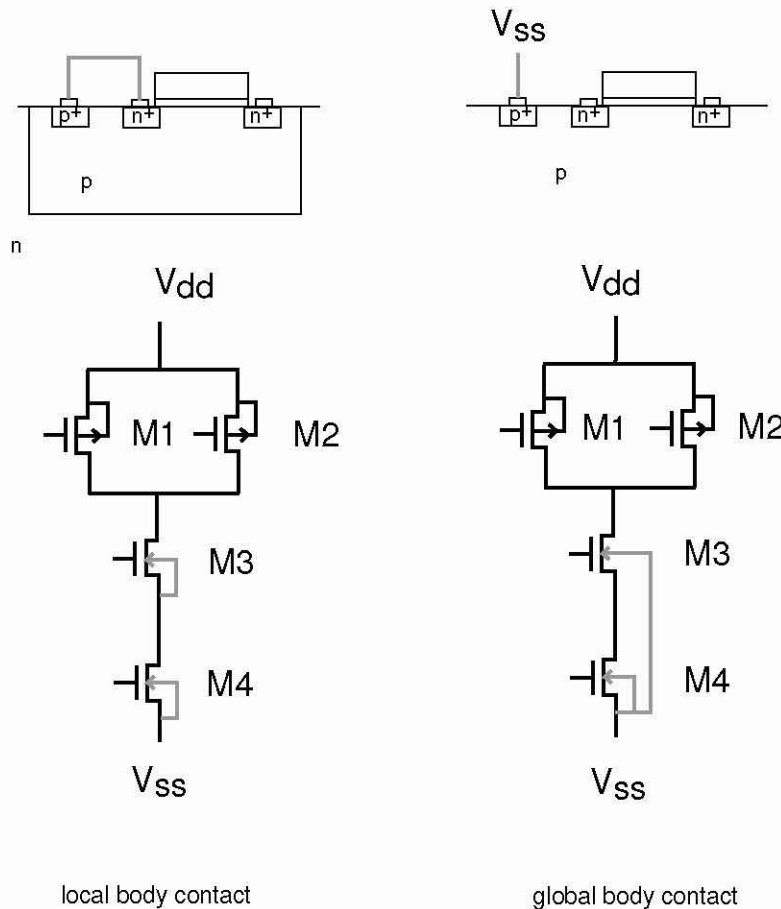 Vss
p+ n+ n+
p+ n+ n+
p
p
n
Vdd
Vdd
M1 M2
M1 M2
M3
M3
M4
M4
Vss
Vss
local body contact
global body contact